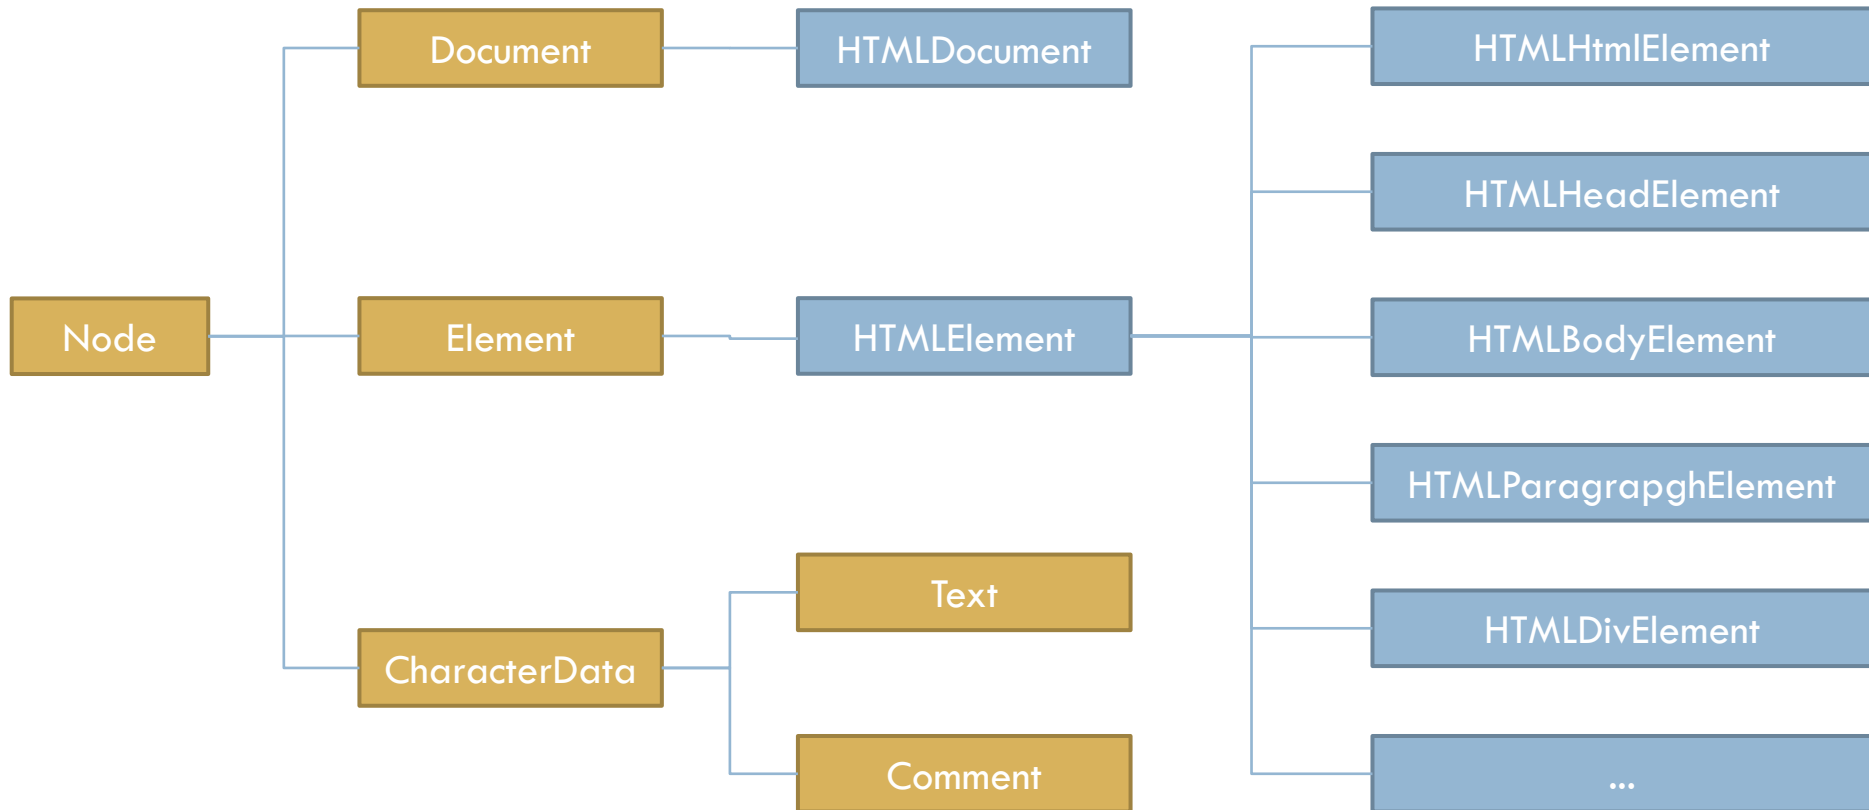 Document
HTMLDocument
HTMLHtmlElement
HTMLHeadElement
Node
Element
HTMLElement
HTMLBodyElement
HTMLParagrapghElement
Text
HTMLDivElement
CharacterData
Comment
...